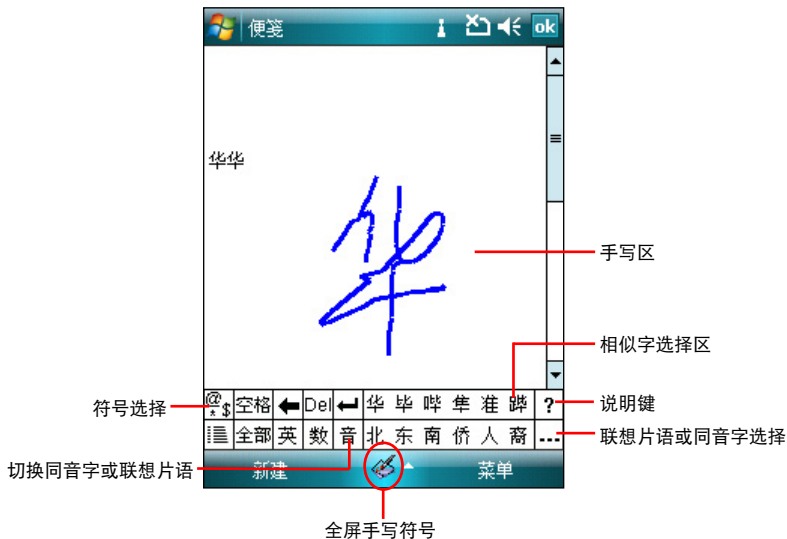 便笺 ok
华华
华
手写区
相似字选择区
符号选择
@ * $ 空格 Del 华 毕 哔 隼 准 跸 ?
说明键
全部 英 数 音 北 东 南 侨 人 裔 ...
联想片语或同音字选择
切换同音字或联想片语
新建 菜单
全屏手写符号